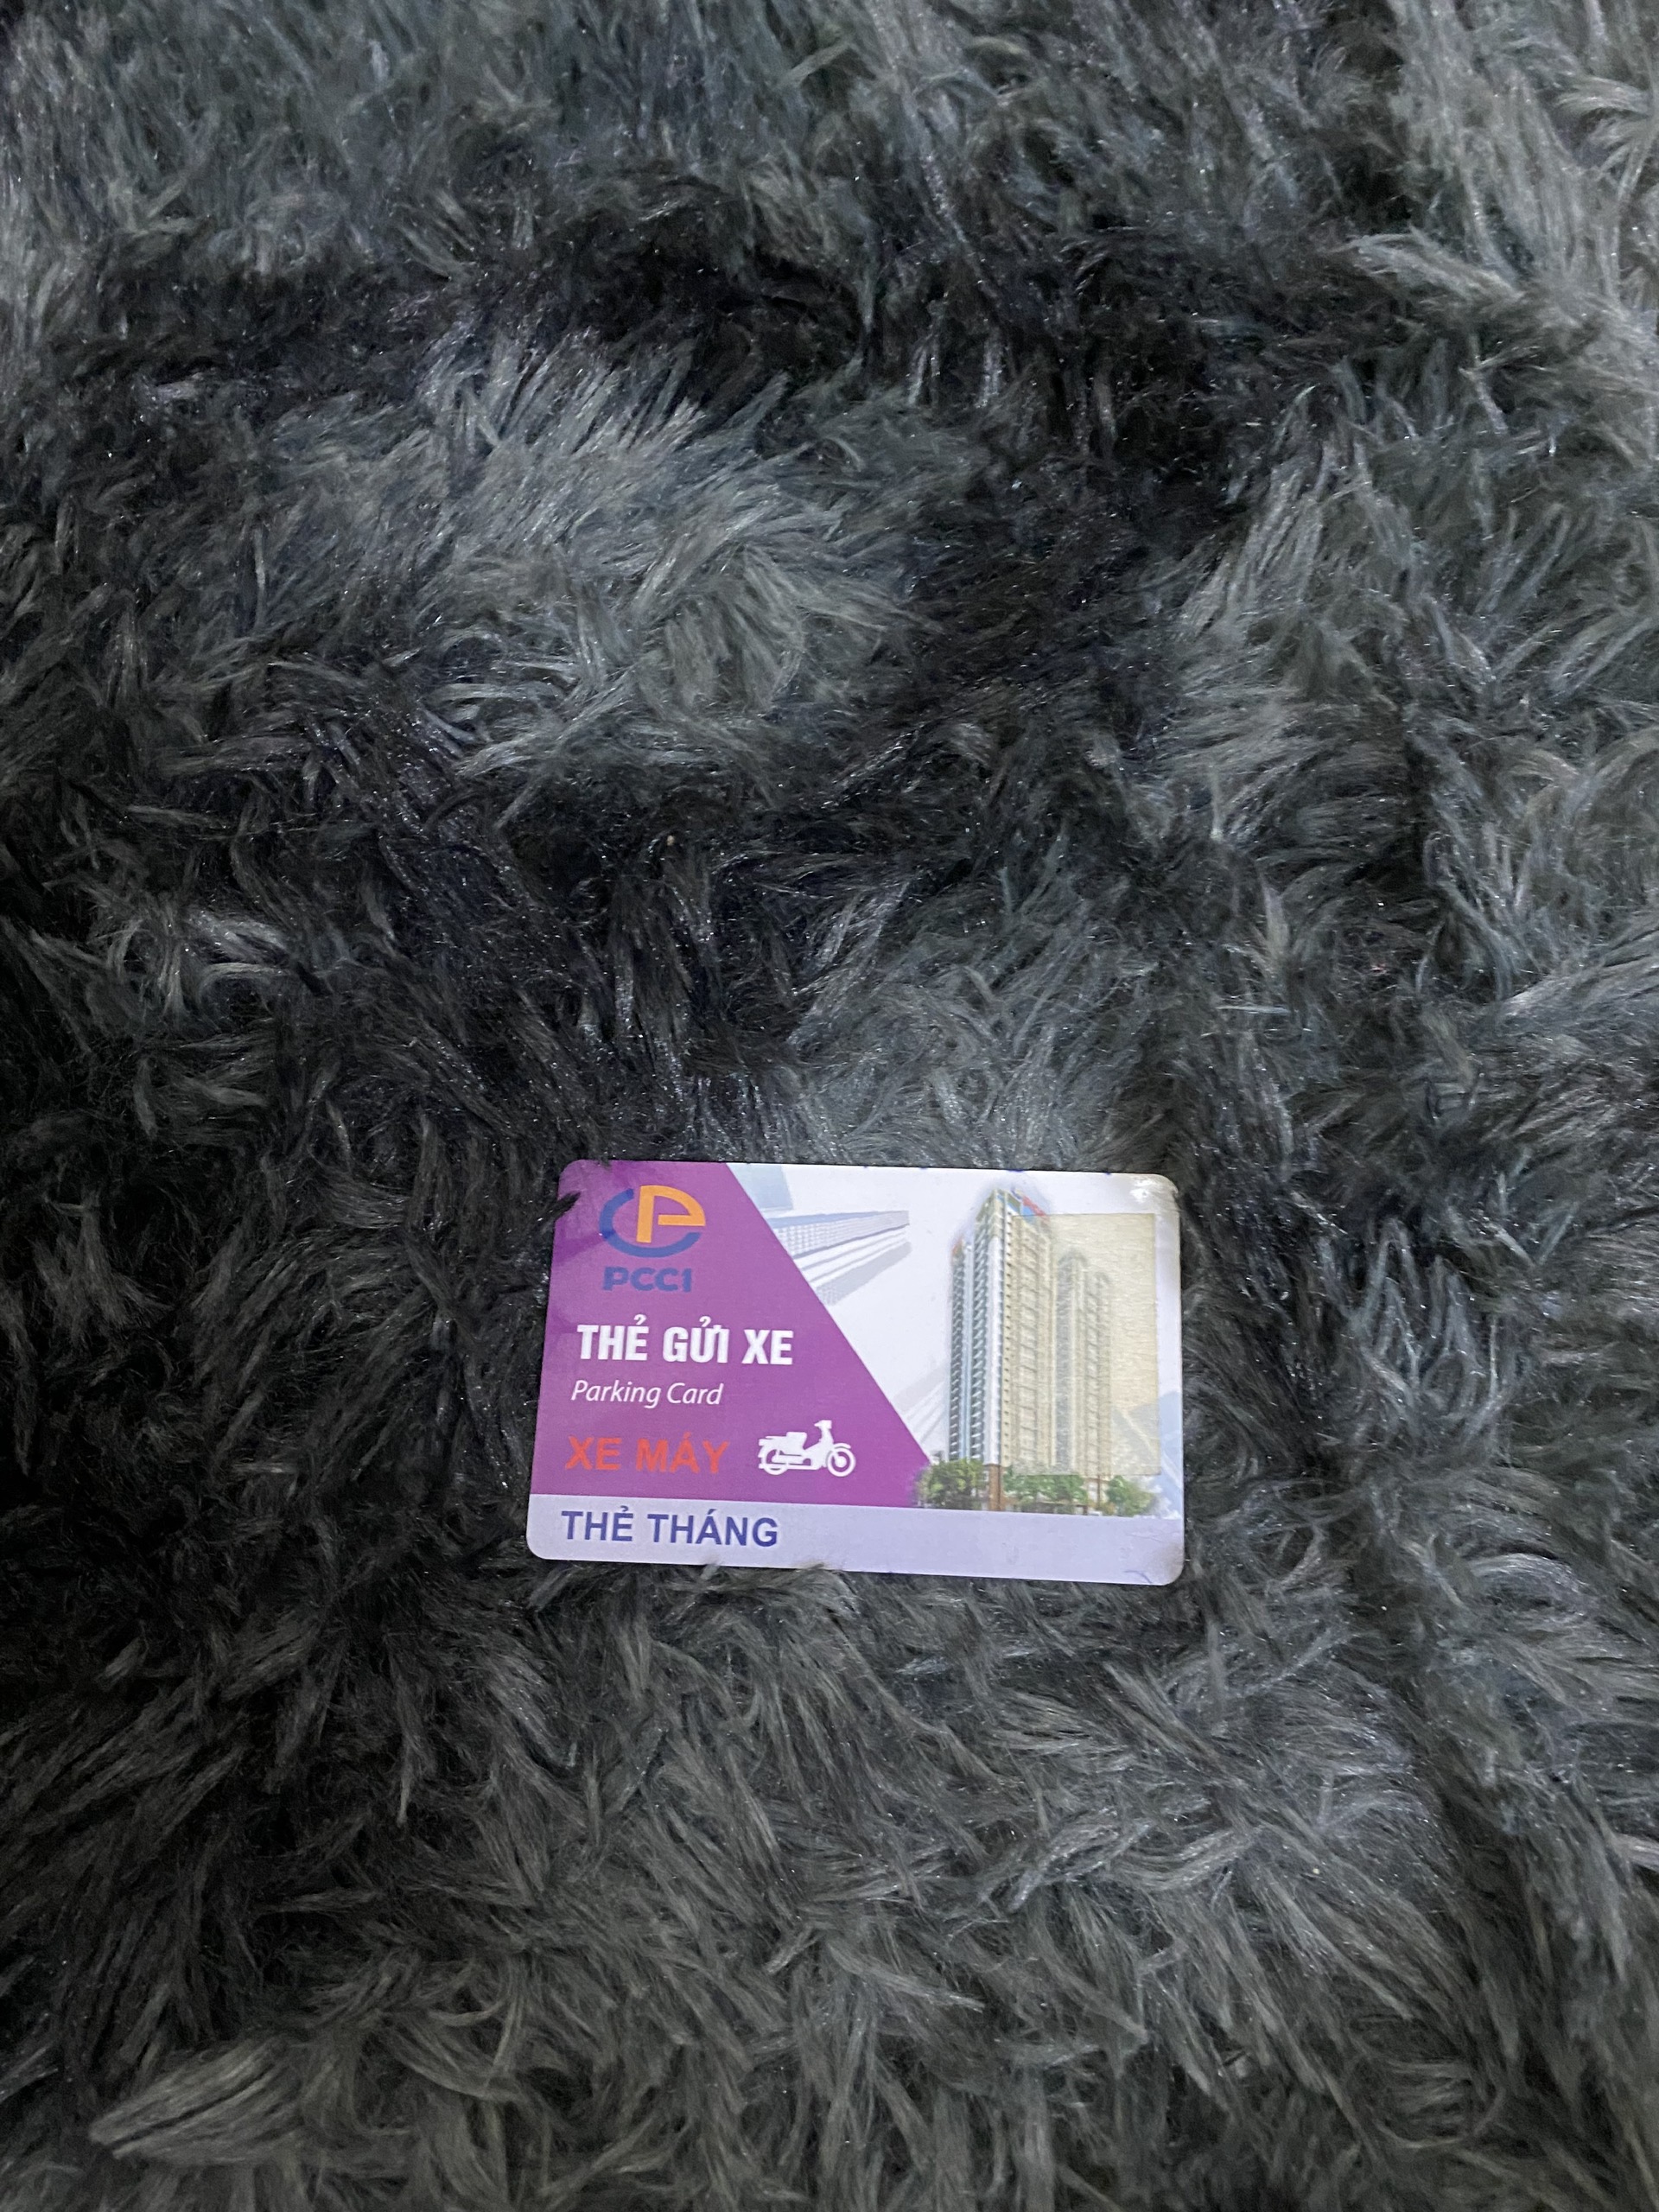 PCC1
THẺ GỬI XE
Parking Card
XE MÁY
THẺ THÁNG